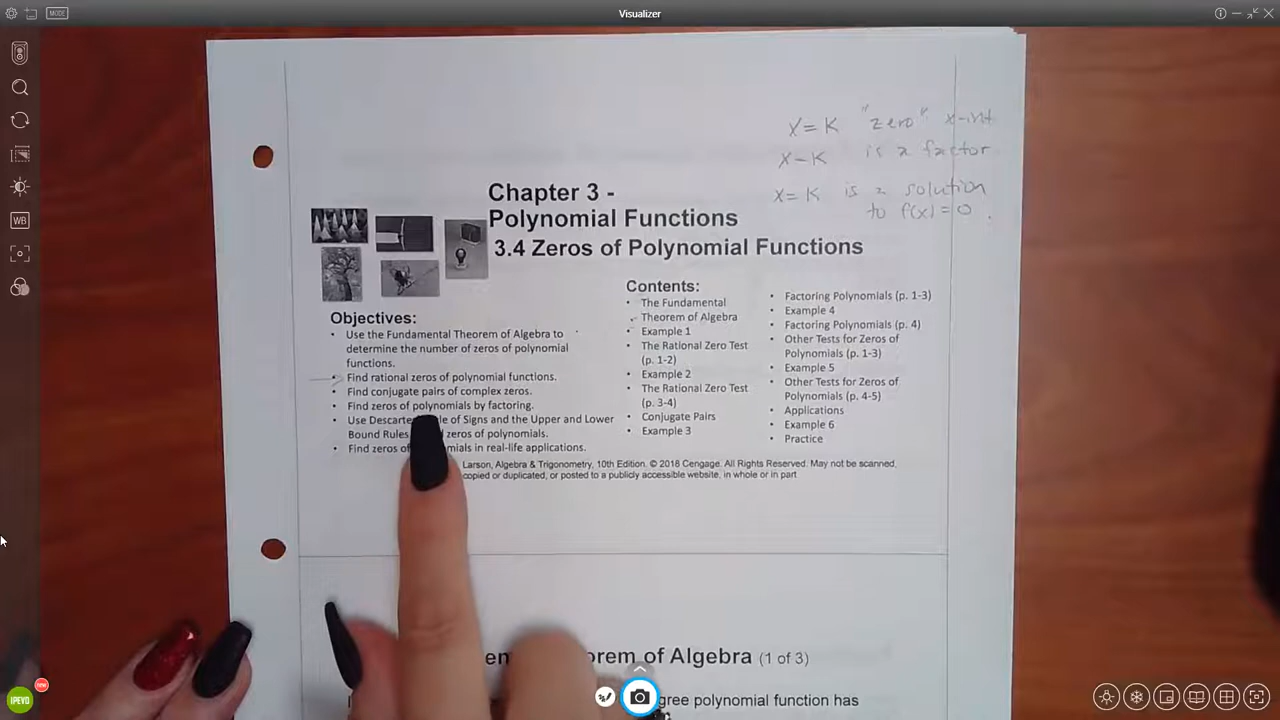 MODE
Visualizer
x = K "zero" x-int
x - K is a factor
x = K is a solution
to f(x) = 0.
Chapter 3 -
Polynomial Functions
3.4 Zeros of Polynomial Functions
Objectives:
• Use the Fundamental Theorem of Algebra to
determine the number of zeros of polynomial
functions.
• Find rational zeros of polynomial functions.
• Find conjugate pairs of complex zeros.
• Find zeros of polynomials by factoring.
• Use Descartes of Signs and the Upper and Lower
Bound Rules zeros of polynomials.
• Find zeros of in real-life applications.
Contents:
• The Fundamental
Theorem of Algebra
• Example 1
• The Rational Zero Test
(p. 1-2)
• Example 2
• The Rational Zero Test
(p. 3-4)
• Conjugate Pairs
• Example 3
• Factoring Polynomials (p. 1-3)
• Example 4
• Factoring Polynomials (p. 4)
• Other Tests for Zeros of
Polynomials (p. 1-3)
• Example 5
• Other Tests for Zeros of
Polynomials (p. 4-5)
• Applications
• Example 6
• Practice
Larson, Algebra & Trigonometry, 10th Edition. © 2018 Cengage. All Rights Reserved. May not be scanned,
copied or duplicated, or posted to a publicly accessible website, in whole or in part
of Algebra (1 of 3)
polynomial function has
WB
IPEVO
new